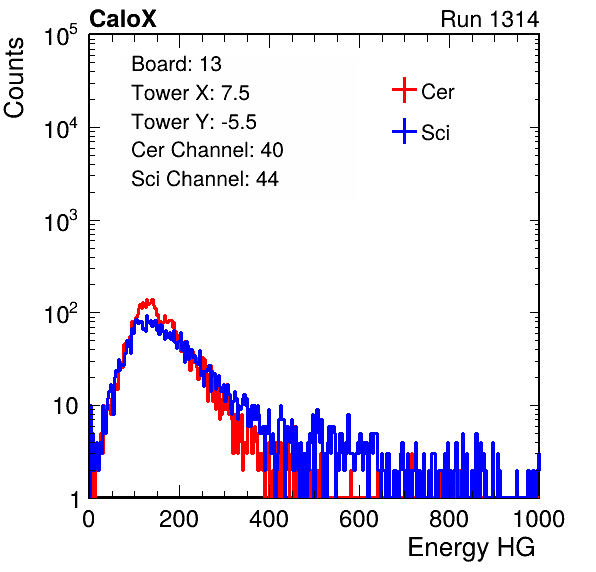 CaloX Run 1314
Counts
10^5
10^4
10^3
10^2
10
1
Board: 13
Tower X: 7.5
Tower Y: -5.5
Cer Channel: 40
Sci Channel: 44
Cer
Sci
0 200 400 600 800 1000
Energy HG